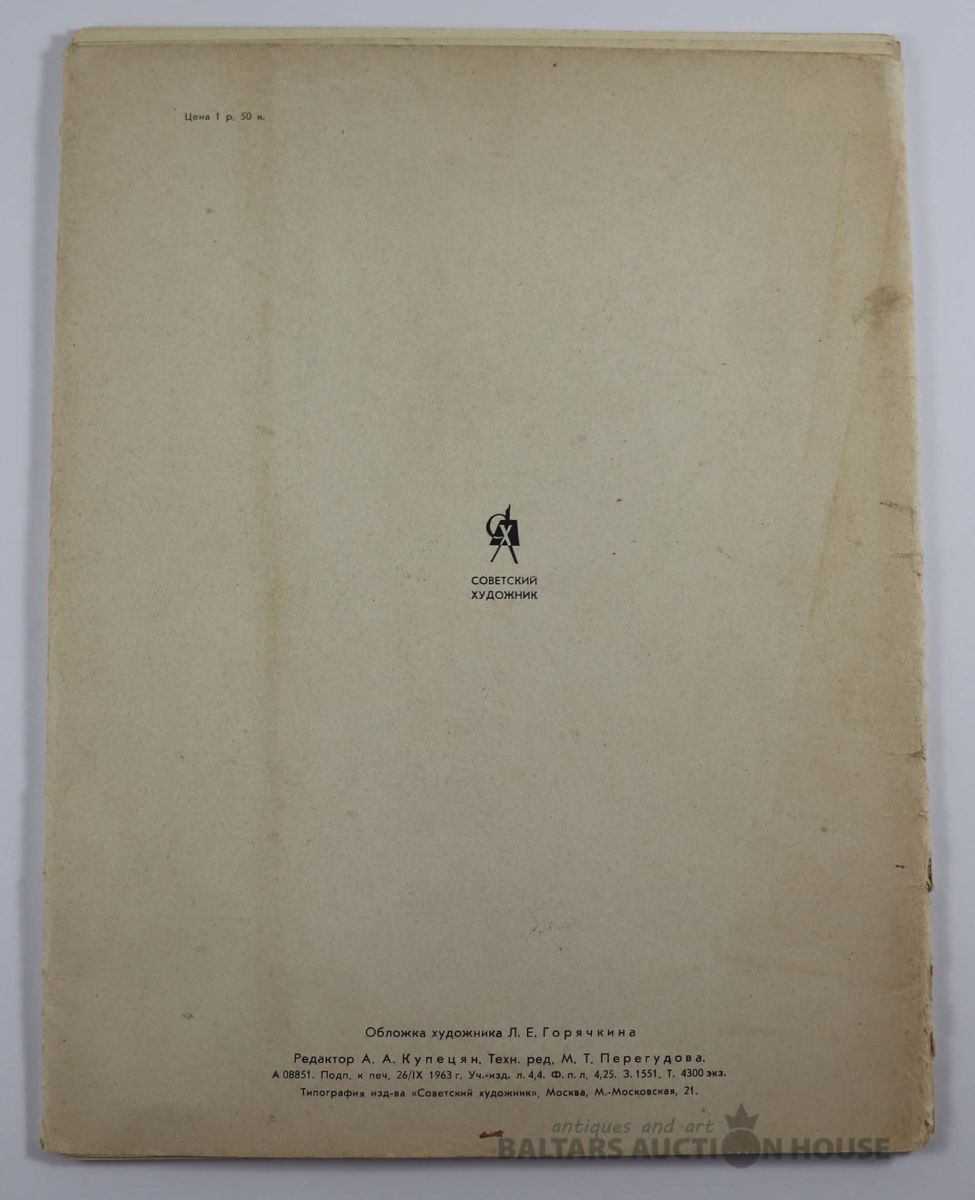 Цена 1 р. 50 к.
СХ
СОВЕТСКИЙ
ХУДОЖНИК
Обложка художника Л. Е. Горячкина
Редактор А. А. Купецян. Техн. ред. М. Т. Перегудова.
А 08851. Подп. к печ. 26/IX 1963 г. Уч.-изд. л. 4,4. Ф. п. л. 4,25. З. 1551. Т. 4300 экз.
Типография изд-ва «Советский художник», Москва, М.-Московская, 21.
antiques and art
BALTARS AUCTION HOUSE